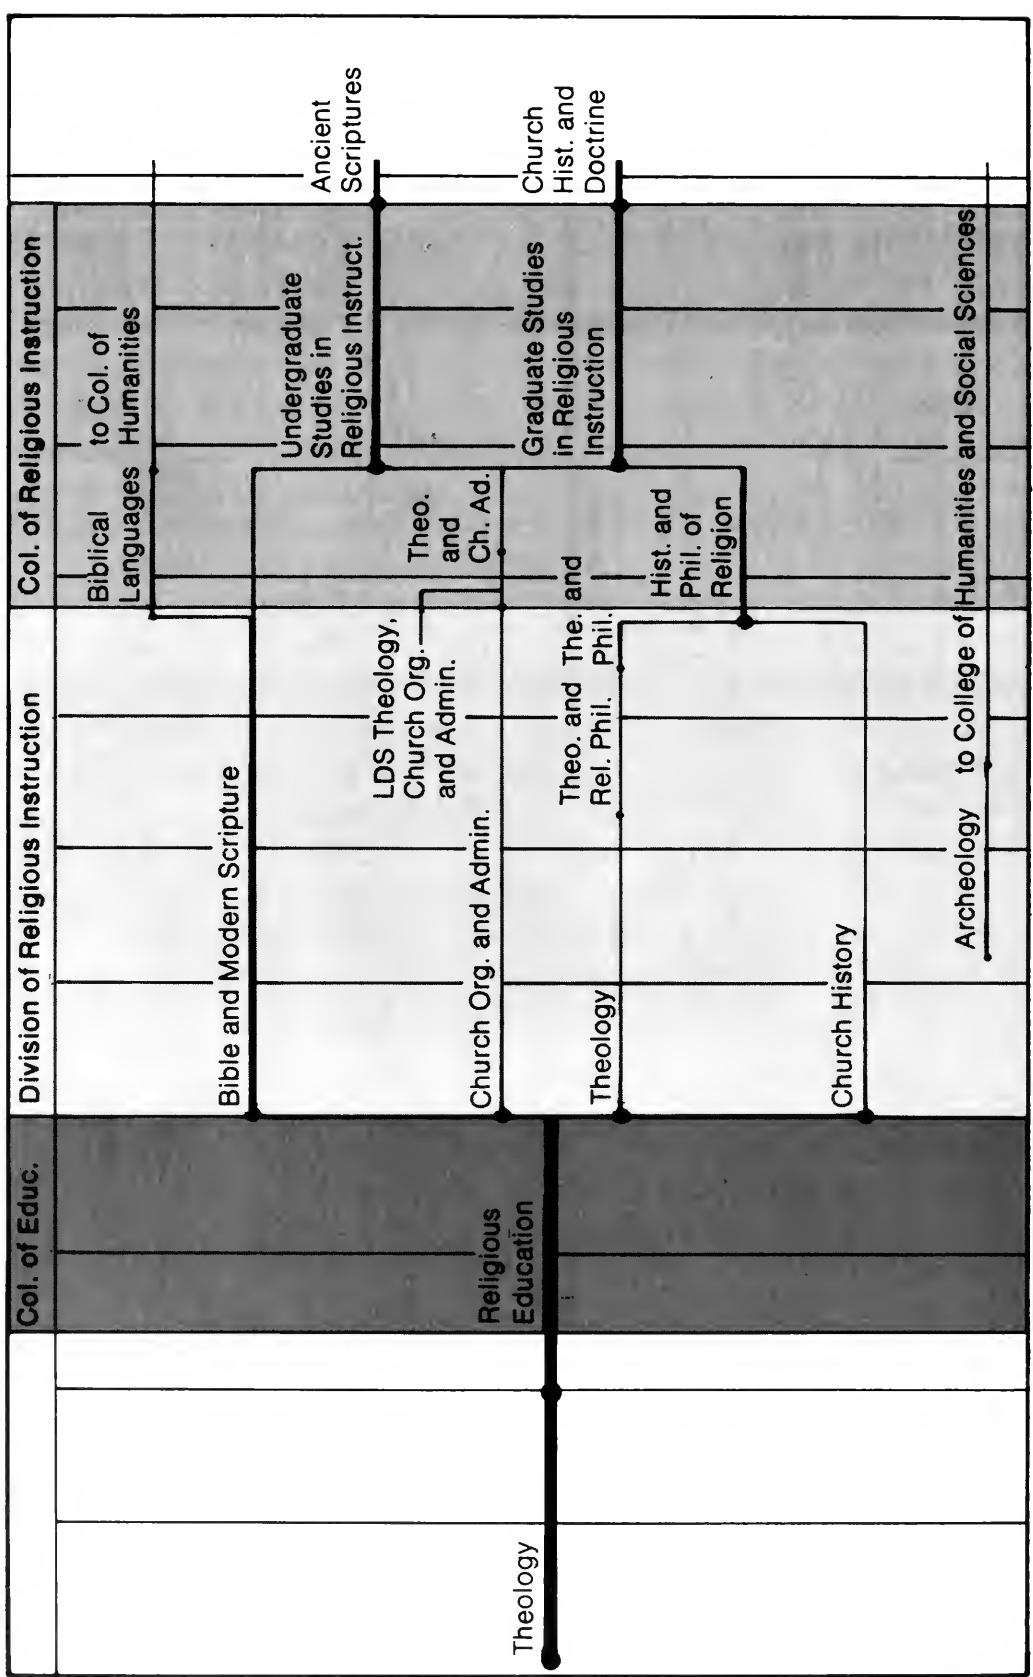 Col. of Educ.
Division of Religious Instruction
Col. of Religious Instruction
Theology
Religious
Education
Bible and Modern Scripture
Church Org. and Admin.
Theology
Church History
Biblical
Languages
to Col. of
Humanities
LDS Theology,
Church Org.
and Admin.
Theo.
and
Ch. Ad.
Theo. and
Rel. Phil.
The. and
Phil.
Hist. and
Phil. of
Religion
Archeology
to College of Humanities and Social Sciences
Undergraduate
Studies in
Religious Instruct.
Graduate Studies
in Religious
Instruction
Ancient
Scriptures
Church
Hist. and
Doctrine